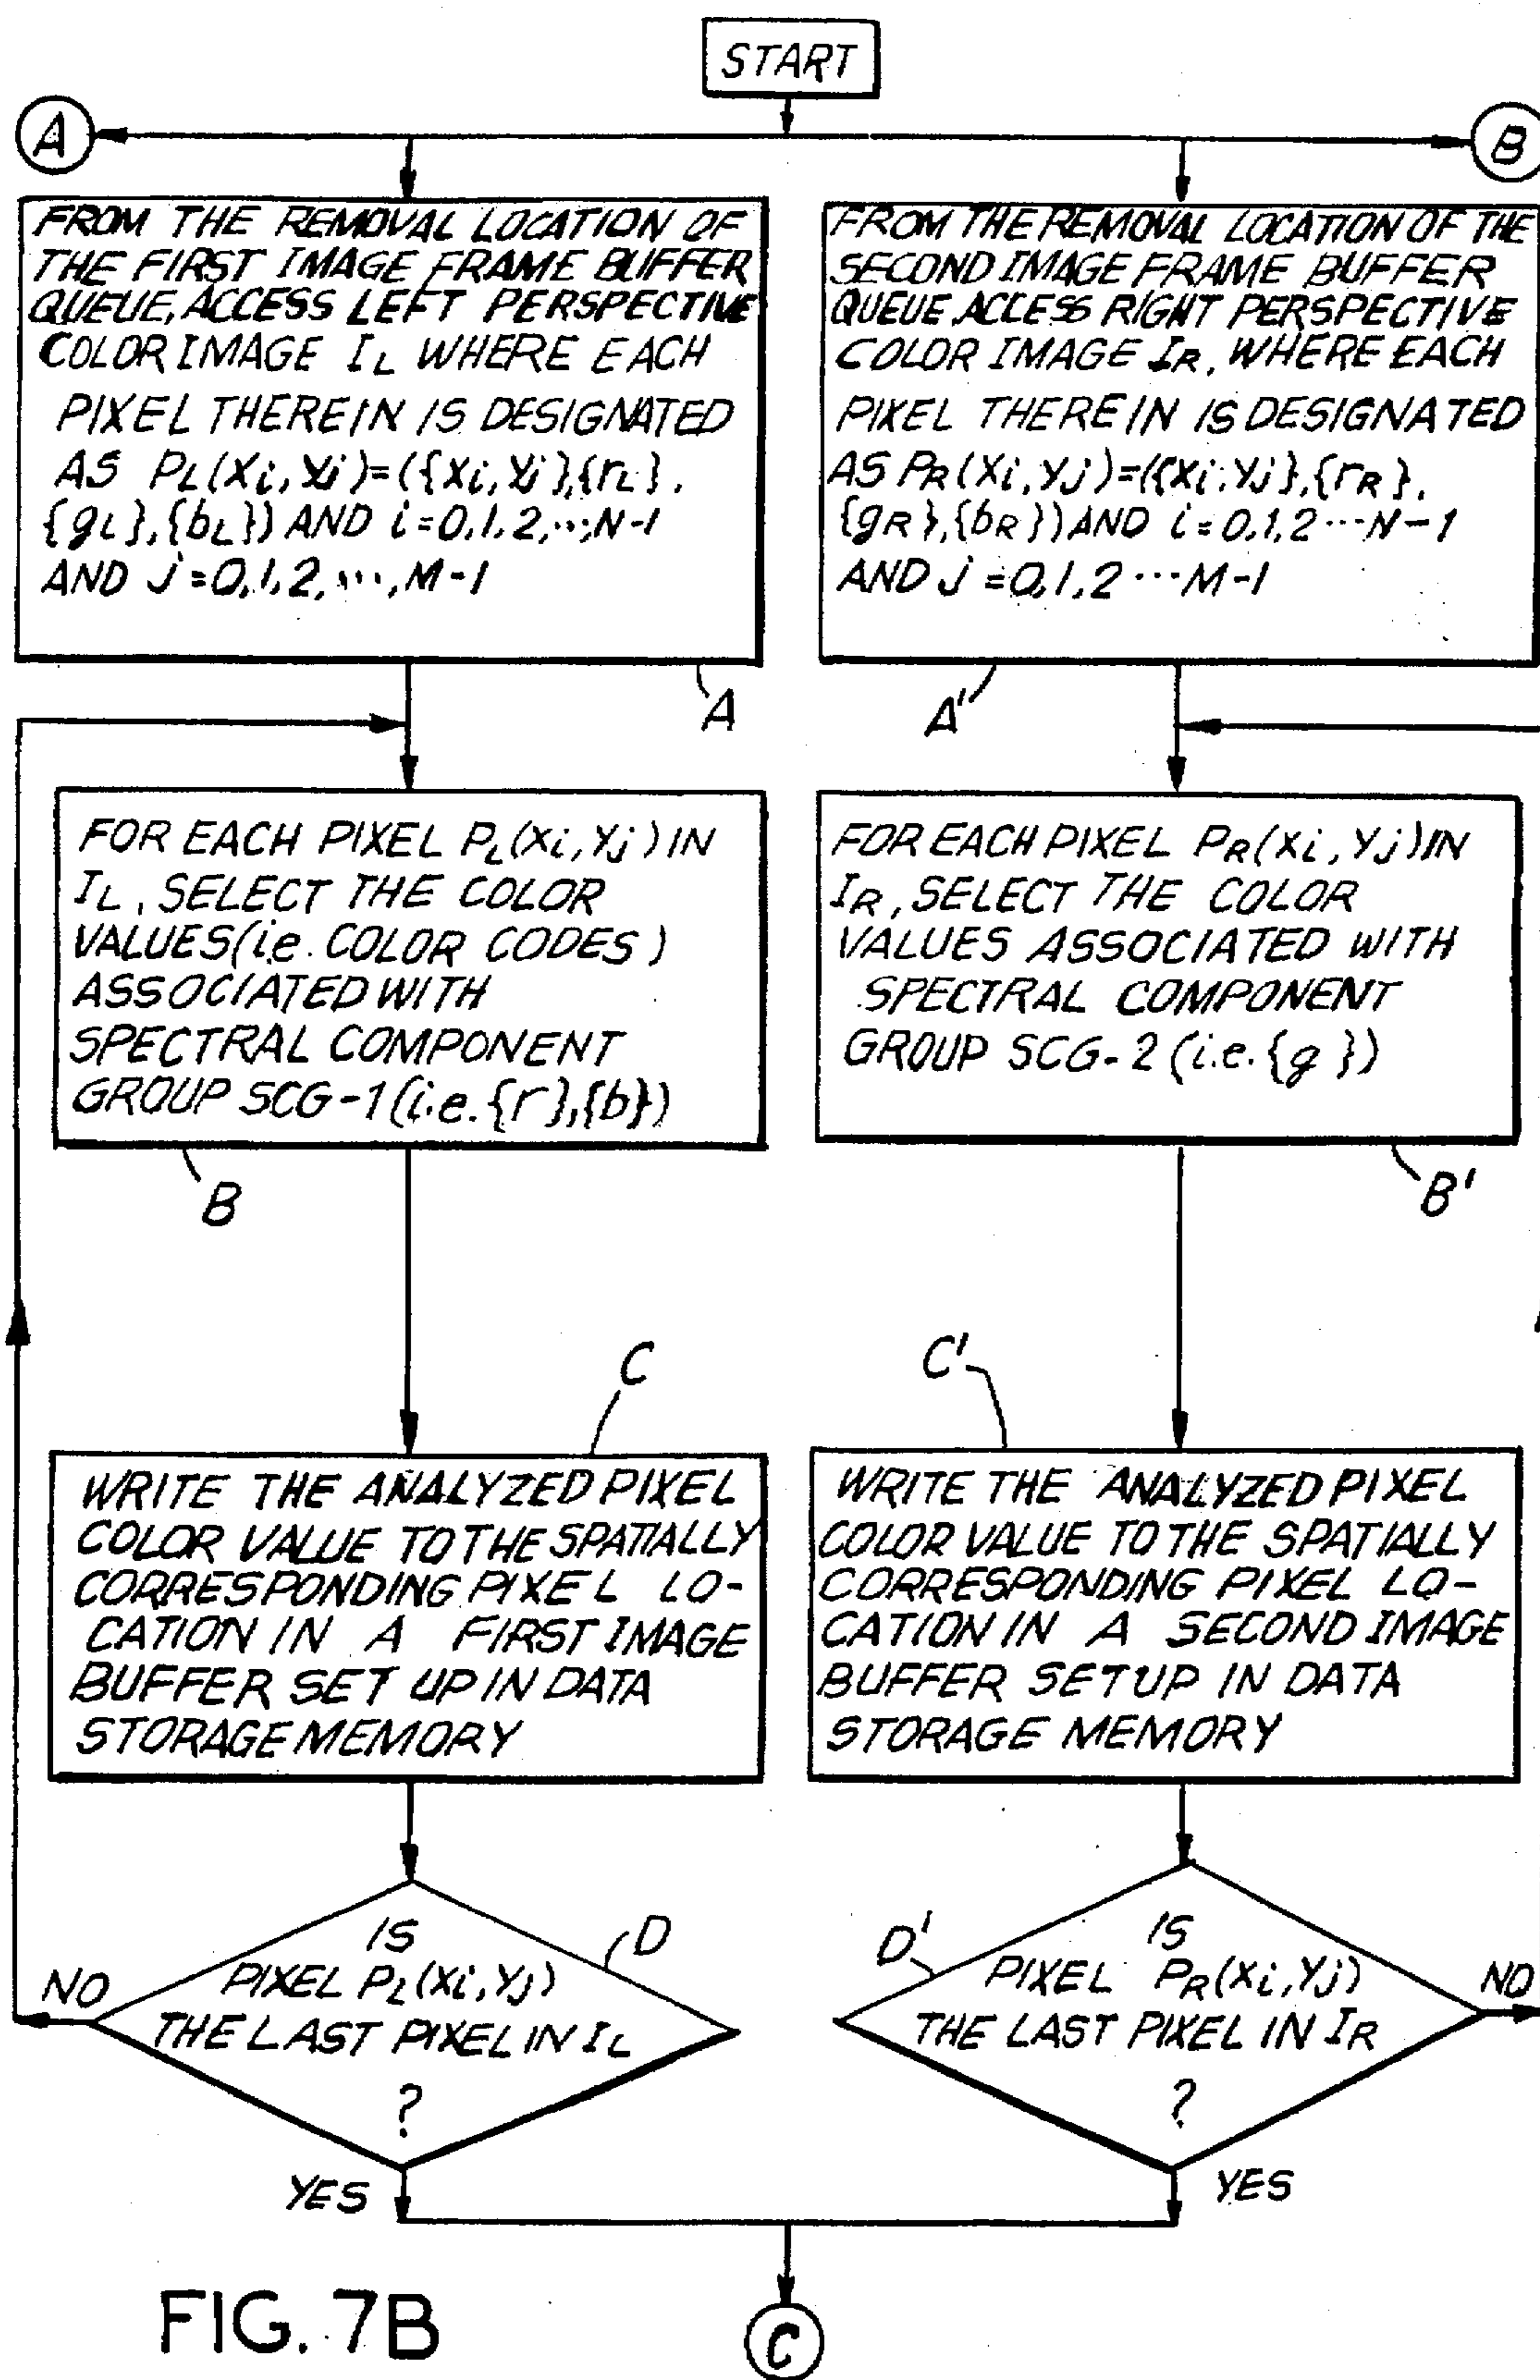 START
A
B
FROM THE REMOVAL LOCATION OF
THE FIRST IMAGE FRAME BUFFER
QUEUE, ACCESS LEFT PERSPECTIVE
COLOR IMAGE IL WHERE EACH
PIXEL THEREIN IS DESIGNATED
AS PL(xi, yj)=({xi, yj},{rL},
{gL},{bL}) AND i=0,1,2,...,N-1
AND j=0,1,2,...,M-1
A
FROM THE REMOVAL LOCATION OF THE
SECOND IMAGE FRAME BUFFER
QUEUE, ACCESS RIGHT PERSPECTIVE
COLOR IMAGE IR, WHERE EACH
PIXEL THEREIN IS DESIGNATED
AS PR(xi, yj)=({xi, yj},{rR},
{gR},{bR}) AND i=0,1,2...N-1
AND j=0,1,2...M-1
A'
FOR EACH PIXEL PL(xi, yj) IN
IL, SELECT THE COLOR
VALUES (i.e. COLOR CODES)
ASSOCIATED WITH
SPECTRAL COMPONENT
GROUP SCG-1 (i.e. {r},{b})
B
FOR EACH PIXEL PR(xi, yj) IN
IR, SELECT THE COLOR
VALUES ASSOCIATED WITH
SPECTRAL COMPONENT
GROUP SCG-2 (i.e. {g})
B'
C
WRITE THE ANALYZED PIXEL
COLOR VALUE TO THE SPATIALLY
CORRESPONDING PIXEL LO-
CATION IN A FIRST IMAGE
BUFFER SET UP IN DATA
STORAGE MEMORY
C'
WRITE THE ANALYZED PIXEL
COLOR VALUE TO THE SPATIALLY
CORRESPONDING PIXEL LO-
CATION IN A SECOND IMAGE
BUFFER SET UP IN DATA
STORAGE MEMORY
D
IS
PIXEL PL(xi, yj)
THE LAST PIXEL IN IL
?
NO
YES
D'
IS
PIXEL PR(xi, yj)
THE LAST PIXEL IN IR
?
NO
YES
C
FIG. 7B